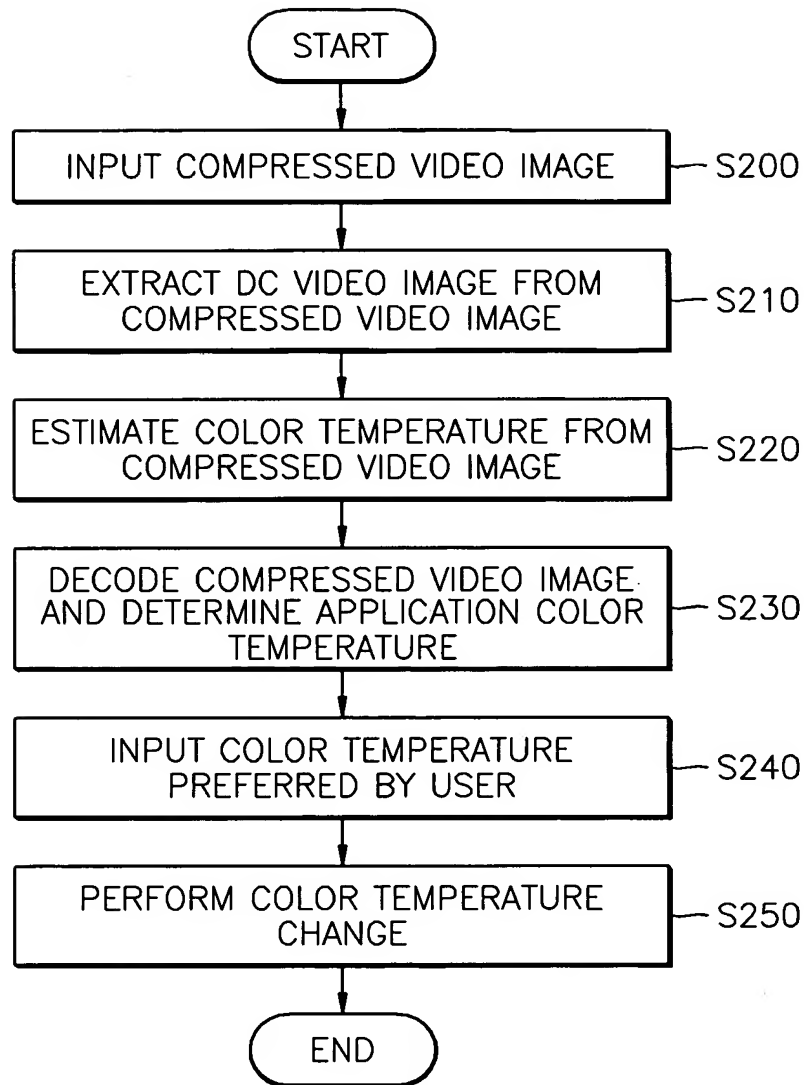 START
INPUT COMPRESSED VIDEO IMAGE
S200
EXTRACT DC VIDEO IMAGE FROM
COMPRESSED VIDEO IMAGE
S210
ESTIMATE COLOR TEMPERATURE FROM
COMPRESSED VIDEO IMAGE
S220
DECODE COMPRESSED VIDEO IMAGE
AND DETERMINE APPLICATION COLOR
TEMPERATURE
S230
INPUT COLOR TEMPERATURE
PREFERRED BY USER
S240
PERFORM COLOR TEMPERATURE
CHANGE
S250
END